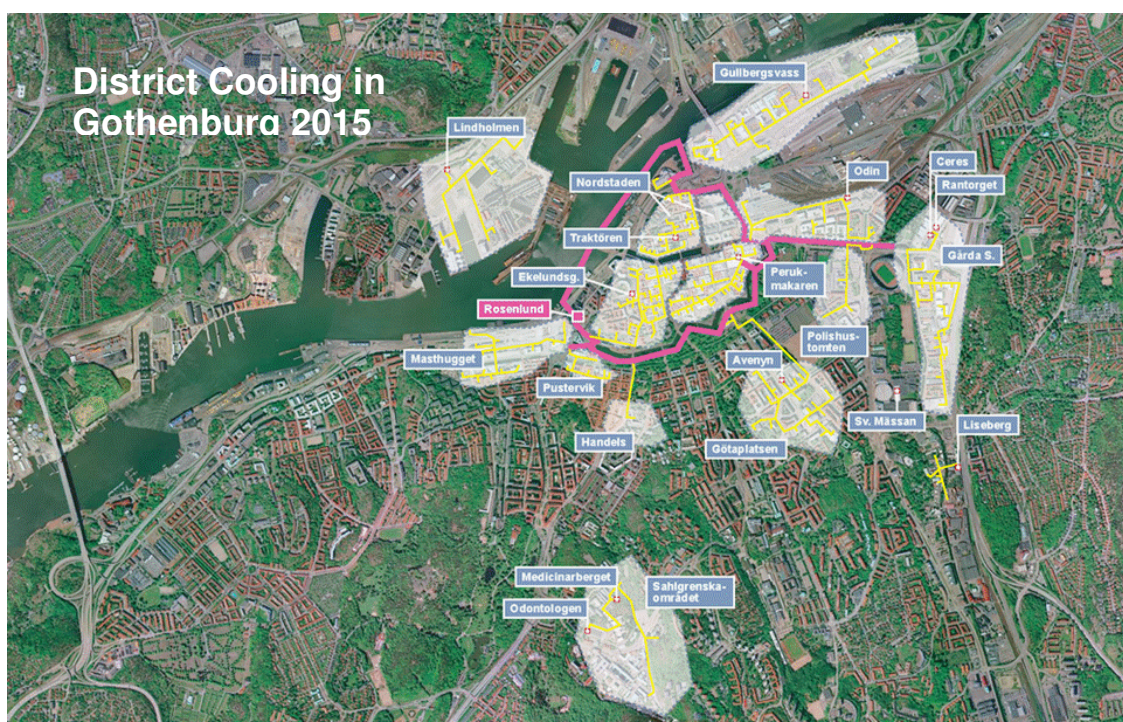 District Cooling in
Gothenburg 2015
Gullbergsvass
Lindholmen
Ceres
Odin
Nordstaden
Rantorget
Traktören
Gårda S.
Ekelundsg.
Peruk-
makaren
Rosenlund
Polishus-
tomten
Masthugget
Avenyn
Pustervik
Sv. Mässan
Liseberg
Handels
Götaplatsen
Medicinarberget
Sahlgrenska-
området
Odontologen